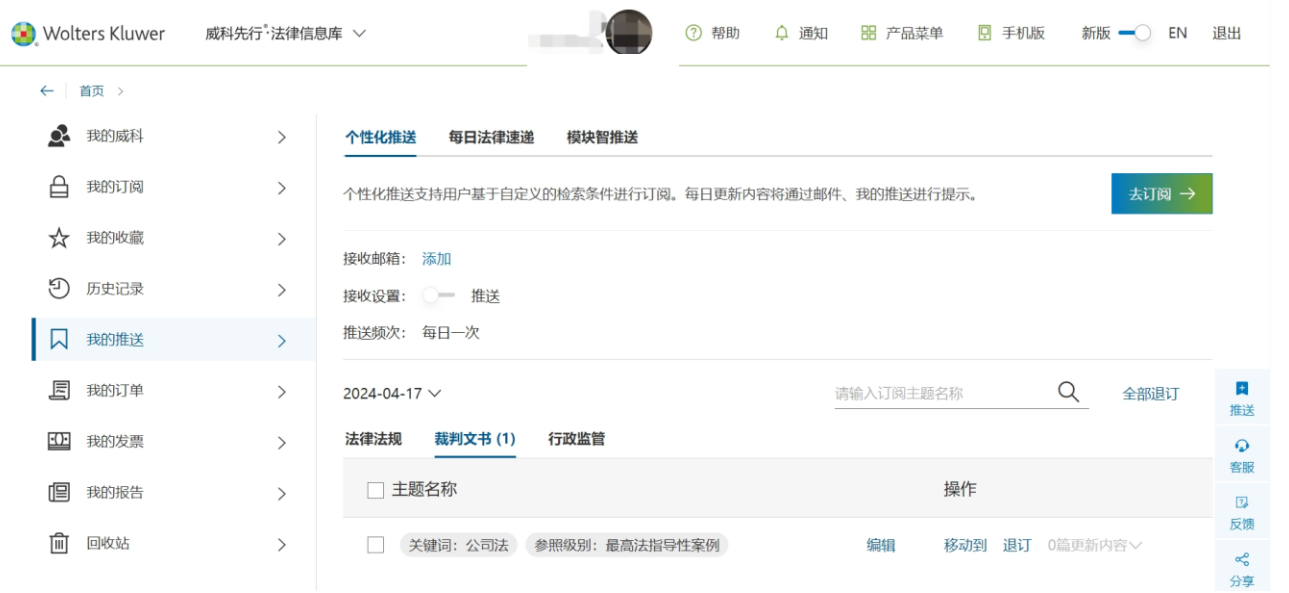 Wolters Kluwer 威科先行®·法律信息库 帮助 通知 产品菜单 手机版 新版 EN 退出
首页
我的威科
我的订阅
我的收藏
历史记录
我的推送
我的订单
我的发票
我的报告
回收站
个性化推送 每日法律速递 模块智推送
个性化推送支持用户基于自定义的检索条件进行订阅。每日更新内容将通过邮件、我的推送进行提示。 去订阅
接收邮箱： 添加
接收设置： 推送
推送频次： 每日一次
2024-04-17 请输入订阅主题名称 全部退订
法律法规 裁判文书 (1) 行政监管
主题名称 操作
关键词：公司法 参照级别：最高法指导性案例 编辑 移动到 退订 0篇更新内容
推送
客服
反馈
分享